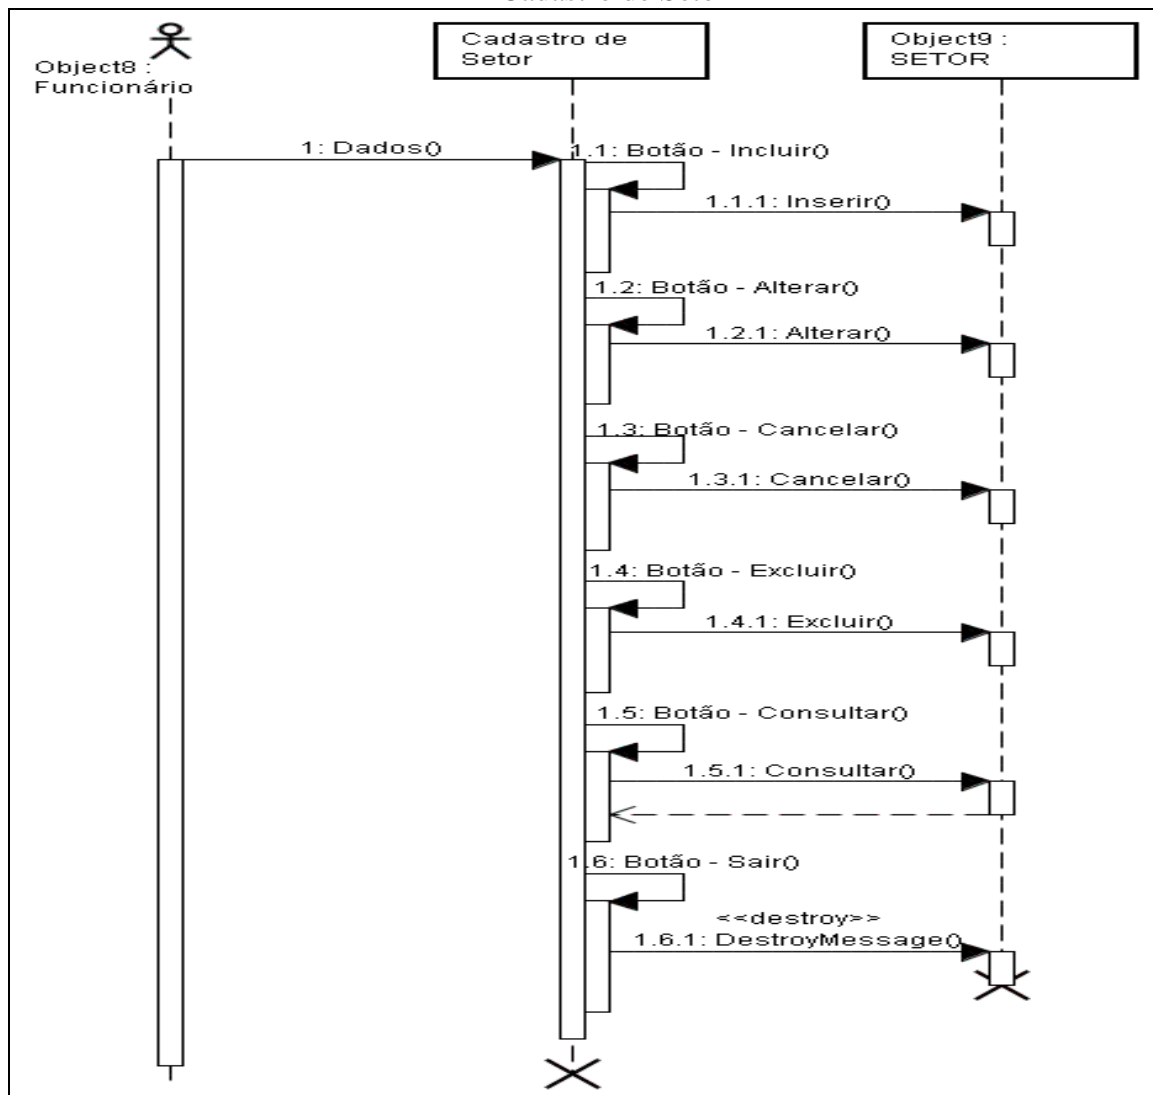 Cadastro de
Setor
Object9 :
SETOR
Object8 :
Funcionário
1: Dados()
1.1: Botão - Incluir()
1.1.1: Inserir()
1.2: Botão - Alterar()
1.2.1: Alterar()
1.3: Botão - Cancelar()
1.3.1: Cancelar()
1.4: Botão - Excluir()
1.4.1: Excluir()
1.5: Botão - Consultar()
1.5.1: Consultar()
1.6: Botão - Sair()
<<destroy>>
1.6.1: DestroyMessage()